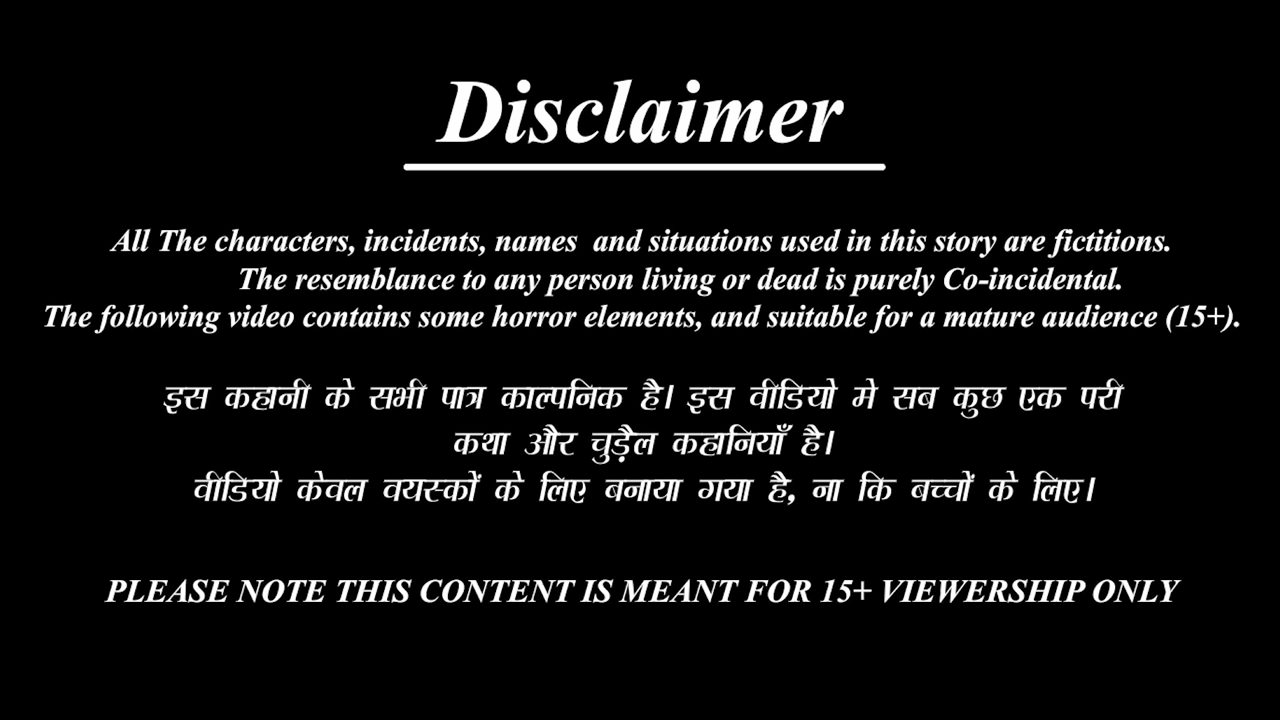 Disclaimer
All The characters, incidents, names and situations used in this story are fictitions.
The resemblance to any person living or dead is purely Co-incidental.
The following video contains some horror elements, and suitable for a mature audience (15+).
इस कहानी के सभी पात्र काल्पनिक है। इस वीडियो मे सब कुछ एक परी
कथा और चुड़ैल कहानियाँ है।
वीडियो केवल वयस्कों के लिए बनाया गया है, ना कि बच्चों के लिए।
PLEASE NOTE THIS CONTENT IS MEANT FOR 15+ VIEWERSHIP ONLY